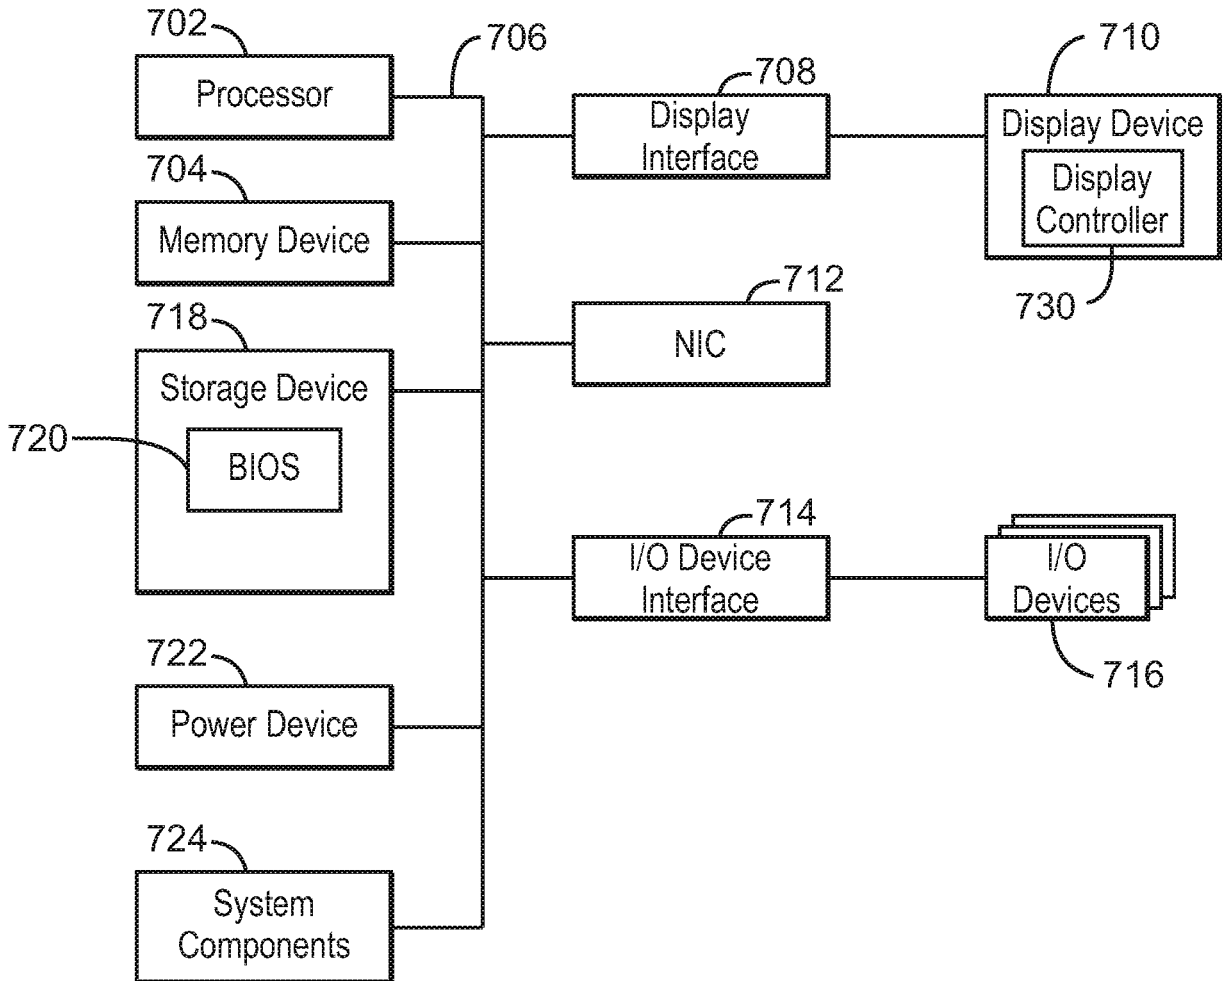 702
Processor
706
708
Display
Interface
710
Display Device
Display
Controller
730
704
Memory Device
712
NIC
718
Storage Device
720
BIOS
714
I/O Device
Interface
I/O
Devices
716
722
Power Device
724
System
Components